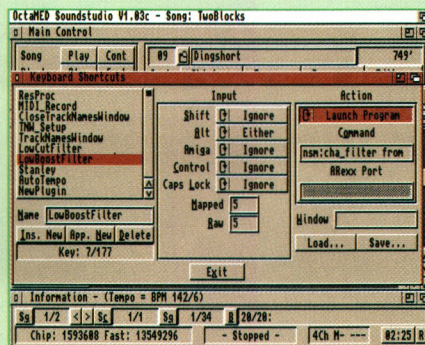 OctaMED Soundstudio V1.03c - Song: TwoBlocks
Main Control
Song Play Cont 09 Dingshort 749'
Keyboard Shortcuts
ResProc
MIDI_Record
CloseTrackNamesWindow
TNW_Setup
TrackNamesWindow
LowCutFilter
LowBoostFilter
Stanley
AutoTempo
NewPlugin
Name LowBoostFilter
Ins. New App. New Delete
Key: 7/177
Input
Shift Ignore
Alt Either
Amiga Ignore
Control Ignore
Caps Lock Ignore
Mapped 5
Raw 5
Action
Launch Program
Command
nsm:cha_filter from
ARexx Port
Window
Load... Save...
Exit
Information - (Tempo = BPM 142/6)
Sg 1/2 < > Sc 1/1 Sg 1/34 B 20/20:
Chip: 1593608 Fast: 13549296 - Stopped - 4Ch M- --- 02:25 R